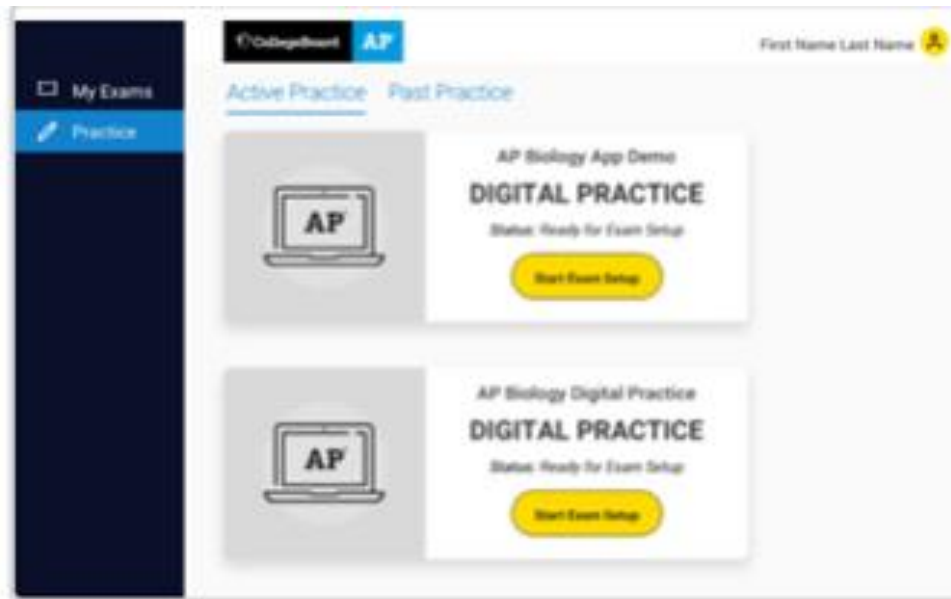 CollegeBoard AP
First Name Last Name
My Exams
Practice
Active Practice Past Practice
AP Biology App Demo
DIGITAL PRACTICE
Status: Ready for Exam Setup
Start Exam Setup
AP
AP Biology Digital Practice
DIGITAL PRACTICE
Status: Ready for Exam Setup
Start Exam Setup
AP